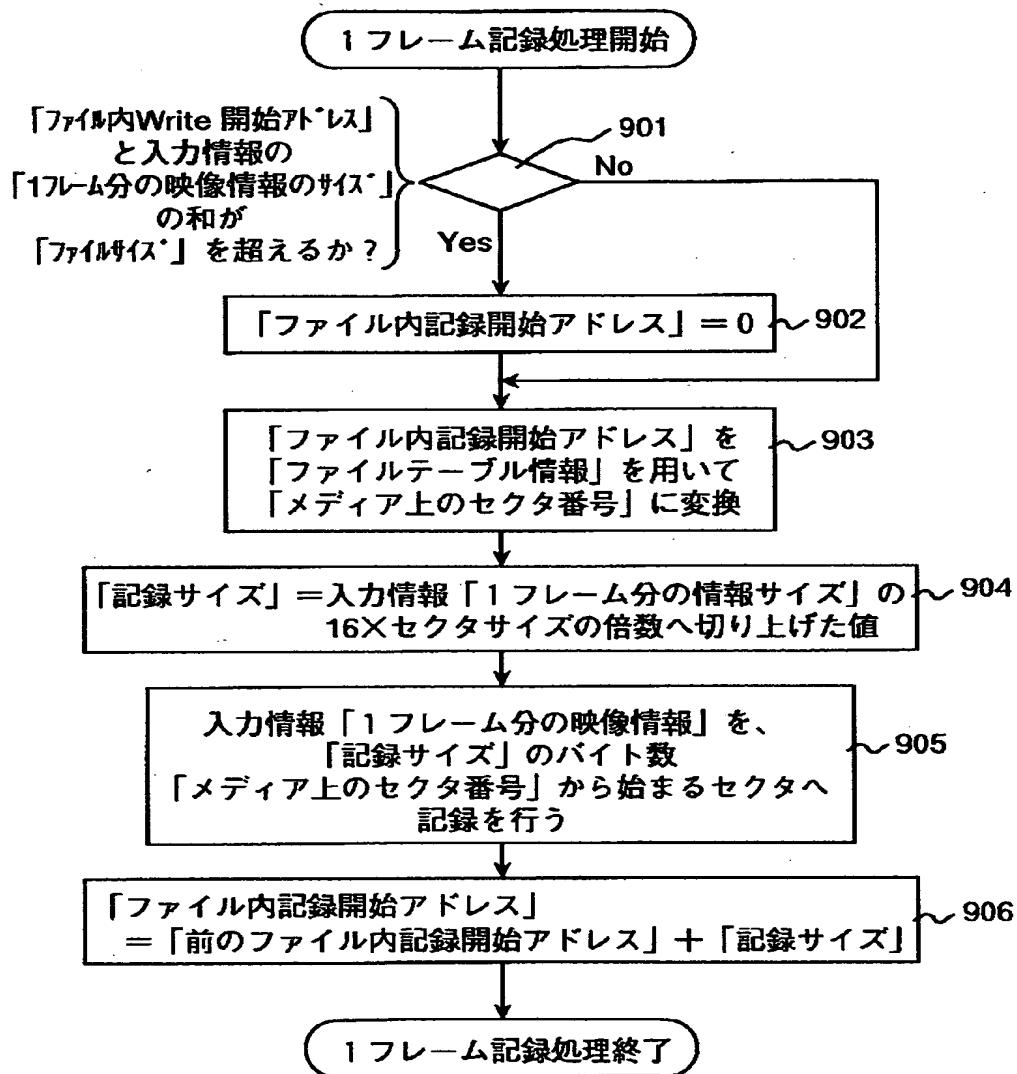 1フレーム記録処理開始
「ファイル内Write 開始アドレス」
と入力情報の
「1フレーム分の映像情報のサイズ」
の和が
「ファイルサイズ」を超えるか?
901
No
Yes
「ファイル内記録開始アドレス」=0
902
「ファイル内記録開始アドレス」を
「ファイルテーブル情報」を用いて
「メディア上のセクタ番号」に変換
903
「記録サイズ」=入力情報「1フレーム分の情報サイズ」の
16×セクタサイズの倍数へ切り上げた値
904
入力情報「1フレーム分の映像情報」を、
「記録サイズ」のバイト数
「メディア上のセクタ番号」から始まるセクタへ
記録を行う
905
「ファイル内記録開始アドレス」
=「前のファイル内記録開始アドレス」+「記録サイズ」
906
1フレーム記録処理終了